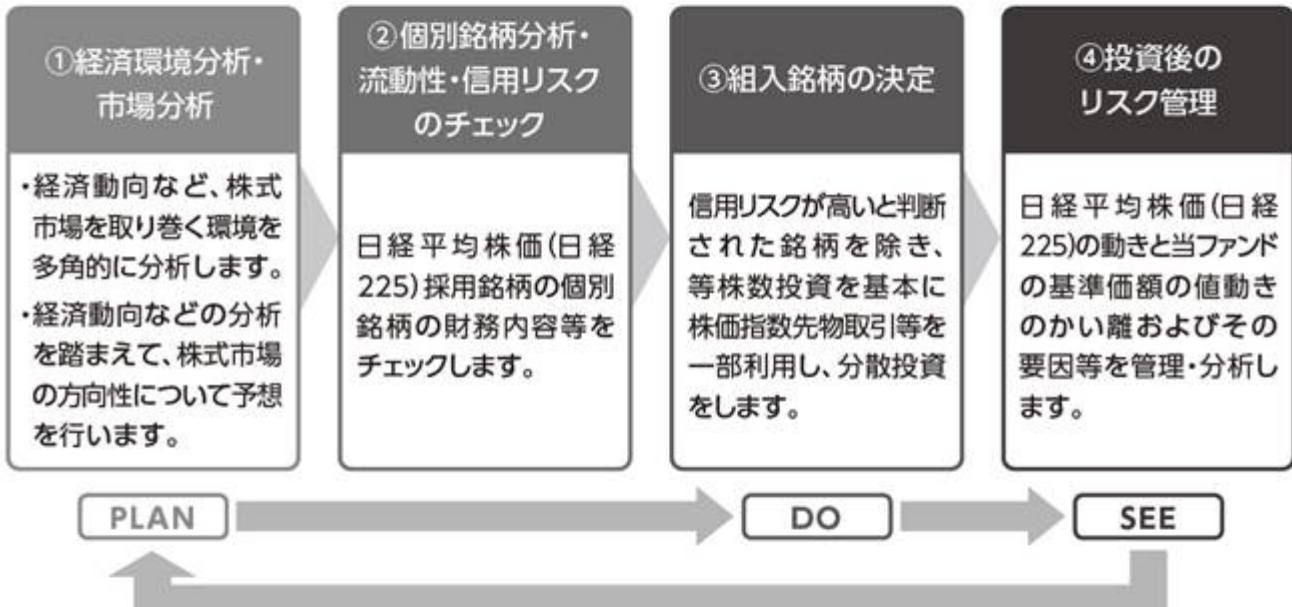 ①経済環境分析・
市場分析
・経済動向など、株式
市場を取り巻く環境を
多角的に分析します。
・経済動向などの分析
を踏まえて、株式市場
の方向性について予想
を行います。
②個別銘柄分析・
流動性・信用リスク
のチェック
日経平均株価(日経
225)採用銘柄の個別
銘柄の財務内容等を
チェックします。
③組入銘柄の決定
信用リスクが高いと判断
された銘柄を除き、
等株数投資を基本に
株価指数先物取引等を
一部利用し、分散投資
をします。
④投資後の
リスク管理
日経平均株価(日経
225)の動きと当ファンド
の基準価額の値動き
のかい離およびその
要因等を管理・分析し
ます。
PLAN
DO
SEE